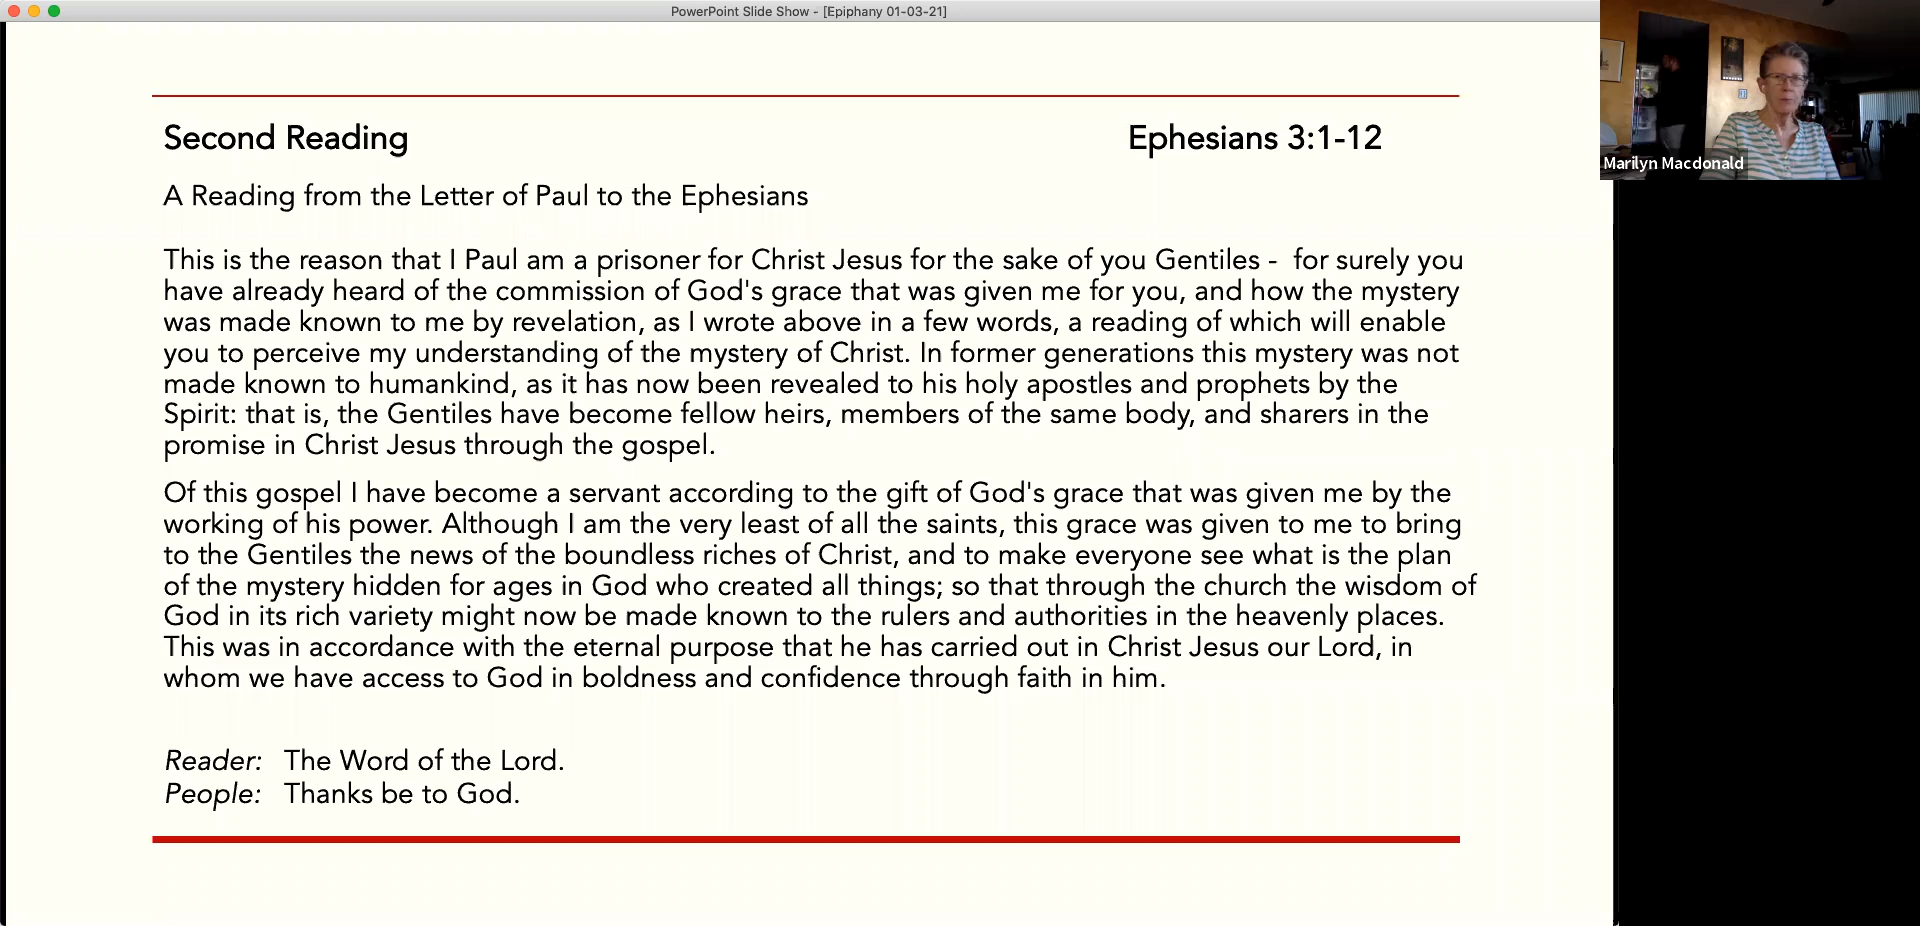 PowerPoint Slide Show - [Epiphany 01-03-21]
Second Reading Ephesians 3:1-12
A Reading from the Letter of Paul to the Ephesians
This is the reason that I Paul am a prisoner for Christ Jesus for the sake of you Gentiles -  for surely you
have already heard of the commission of God's grace that was given me for you, and how the mystery
was made known to me by revelation, as I wrote above in a few words, a reading of which will enable
you to perceive my understanding of the mystery of Christ. In former generations this mystery was not
made known to humankind, as it has now been revealed to his holy apostles and prophets by the
Spirit: that is, the Gentiles have become fellow heirs, members of the same body, and sharers in the
promise in Christ Jesus through the gospel.
Of this gospel I have become a servant according to the gift of God's grace that was given me by the
working of his power. Although I am the very least of all the saints, this grace was given to me to bring
to the Gentiles the news of the boundless riches of Christ, and to make everyone see what is the plan
of the mystery hidden for ages in God who created all things; so that through the church the wisdom of
God in its rich variety might now be made known to the rulers and authorities in the heavenly places.
This was in accordance with the eternal purpose that he has carried out in Christ Jesus our Lord, in
whom we have access to God in boldness and confidence through faith in him.
Reader: The Word of the Lord.
People: Thanks be to God.
Marilyn Macdonald